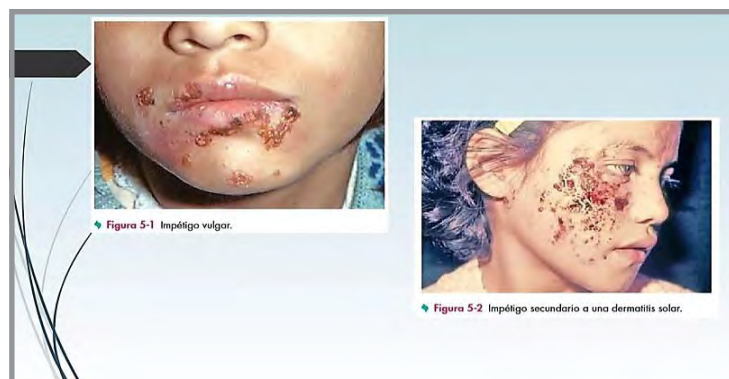 Figura 5-1 Impétigo vulgar.
Figura 5-2 Impétigo secundario a una dermatitis solar.